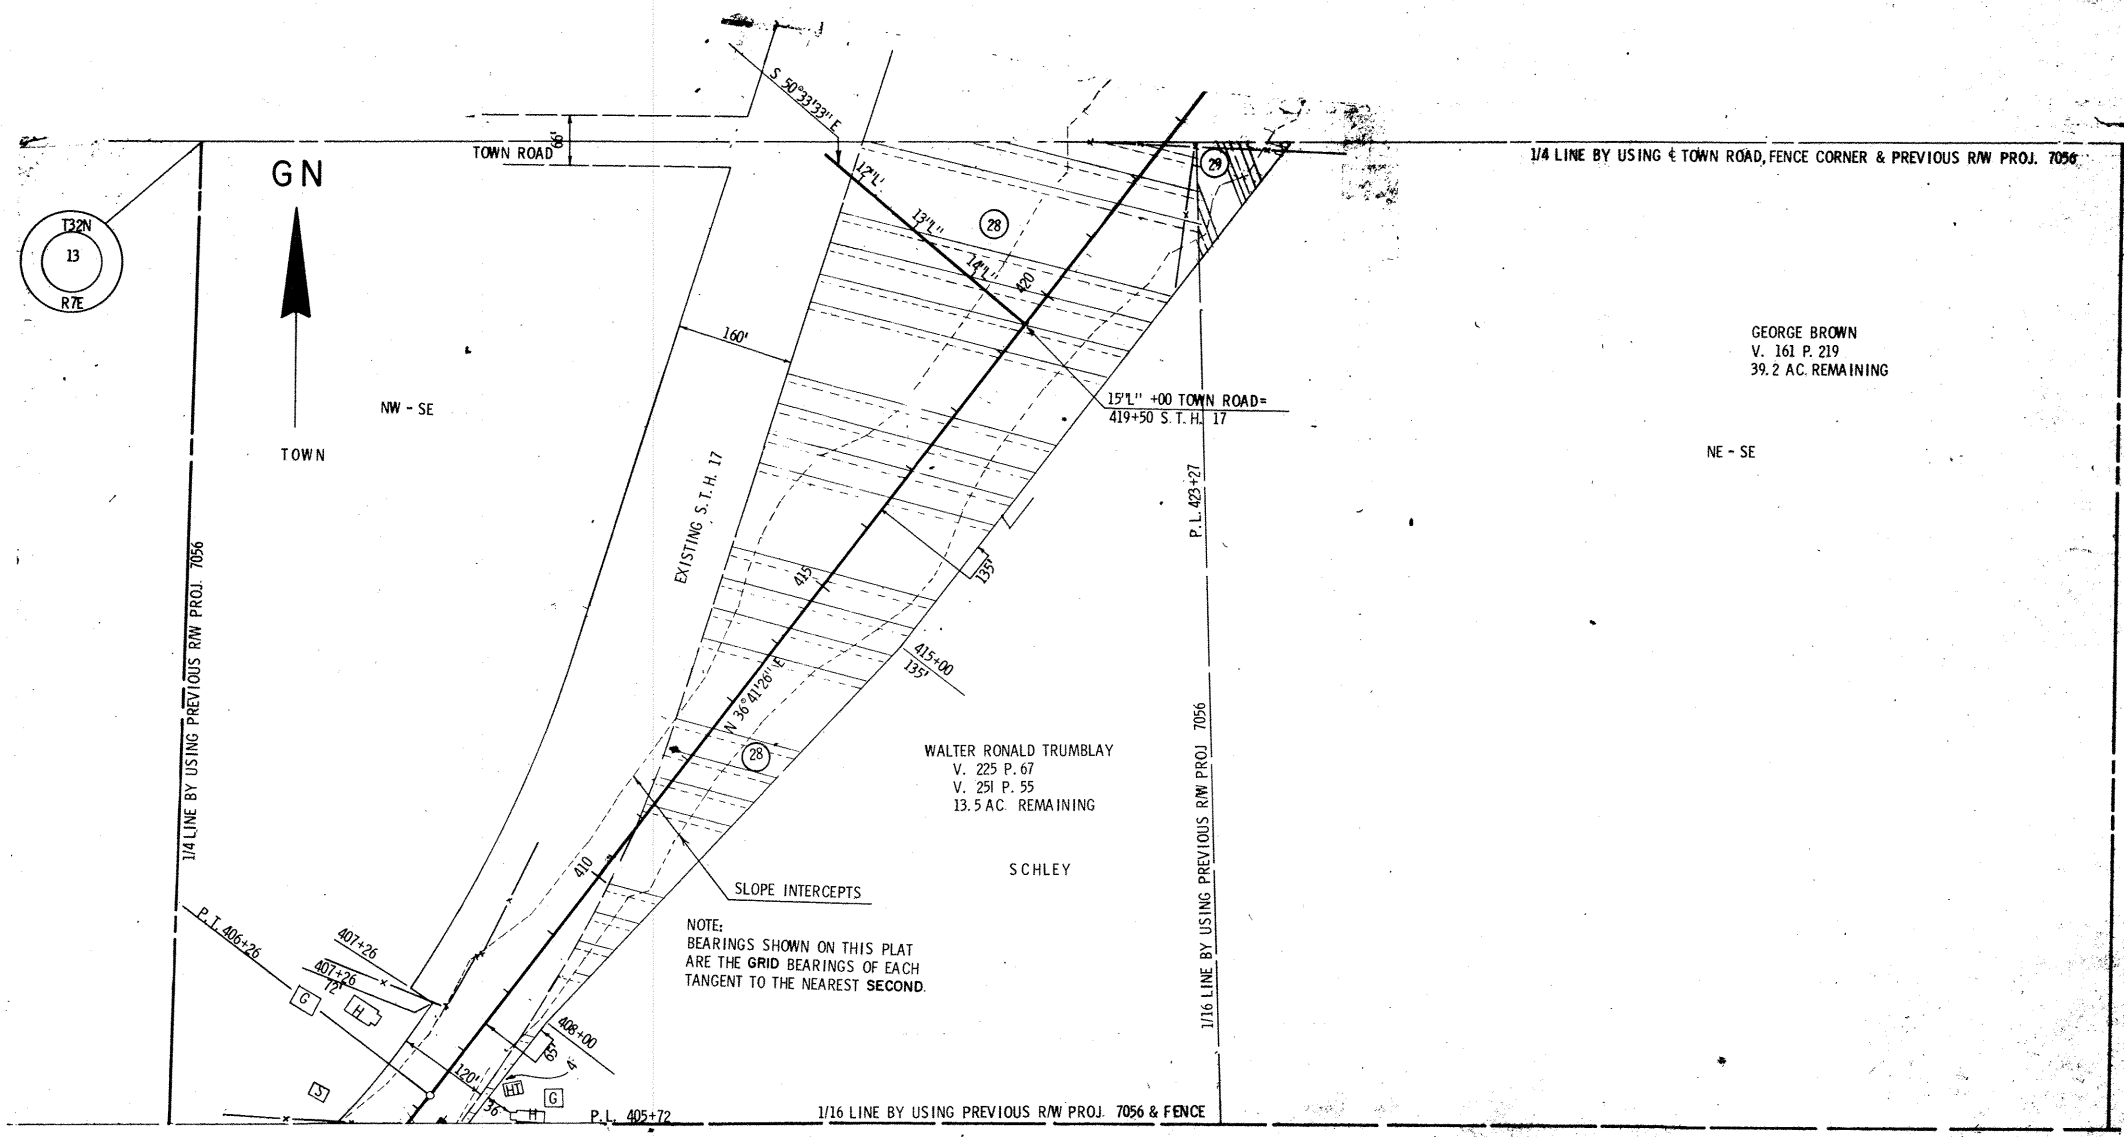 S 50°33'33" E
66'
TOWN ROAD
1/4 LINE BY USING ℄ TOWN ROAD, FENCE CORNER & PREVIOUS R/W PROJ. 7056
GN
T32N
13
R7E
12"L"
13"L"
14"L"
28
29
420
160'
GEORGE BROWN
V. 161 P. 219
39.2 AC. REMAINING
NW - SE
15"L" +00 TOWN ROAD=
419+50 S.T.H. 17
TOWN
NE - SE
P.L. 423+27
EXISTING S.T.H. 17
1/4 LINE BY USING PREVIOUS R/W PROJ. 7056
415
135'
415+00
135'
N 36°41'26" E
28
WALTER RONALD TRUMBLAY
V. 225 P. 67
V. 251 P. 55
13.5 AC. REMAINING
1/16 LINE BY USING PREVIOUS R/W PROJ 7056
SCHLEY
410
SLOPE INTERCEPTS
NOTE:
BEARINGS SHOWN ON THIS PLAT
ARE THE GRID BEARINGS OF EACH
TANGENT TO THE NEAREST SECOND.
P.T. 406+26
407+26
407+26
72'
G
H
408+00
65'
4'
120'
S
HT
G
36
H
P.L. 405+72
1/16 LINE BY USING PREVIOUS R/W PROJ. 7056 & FENCE